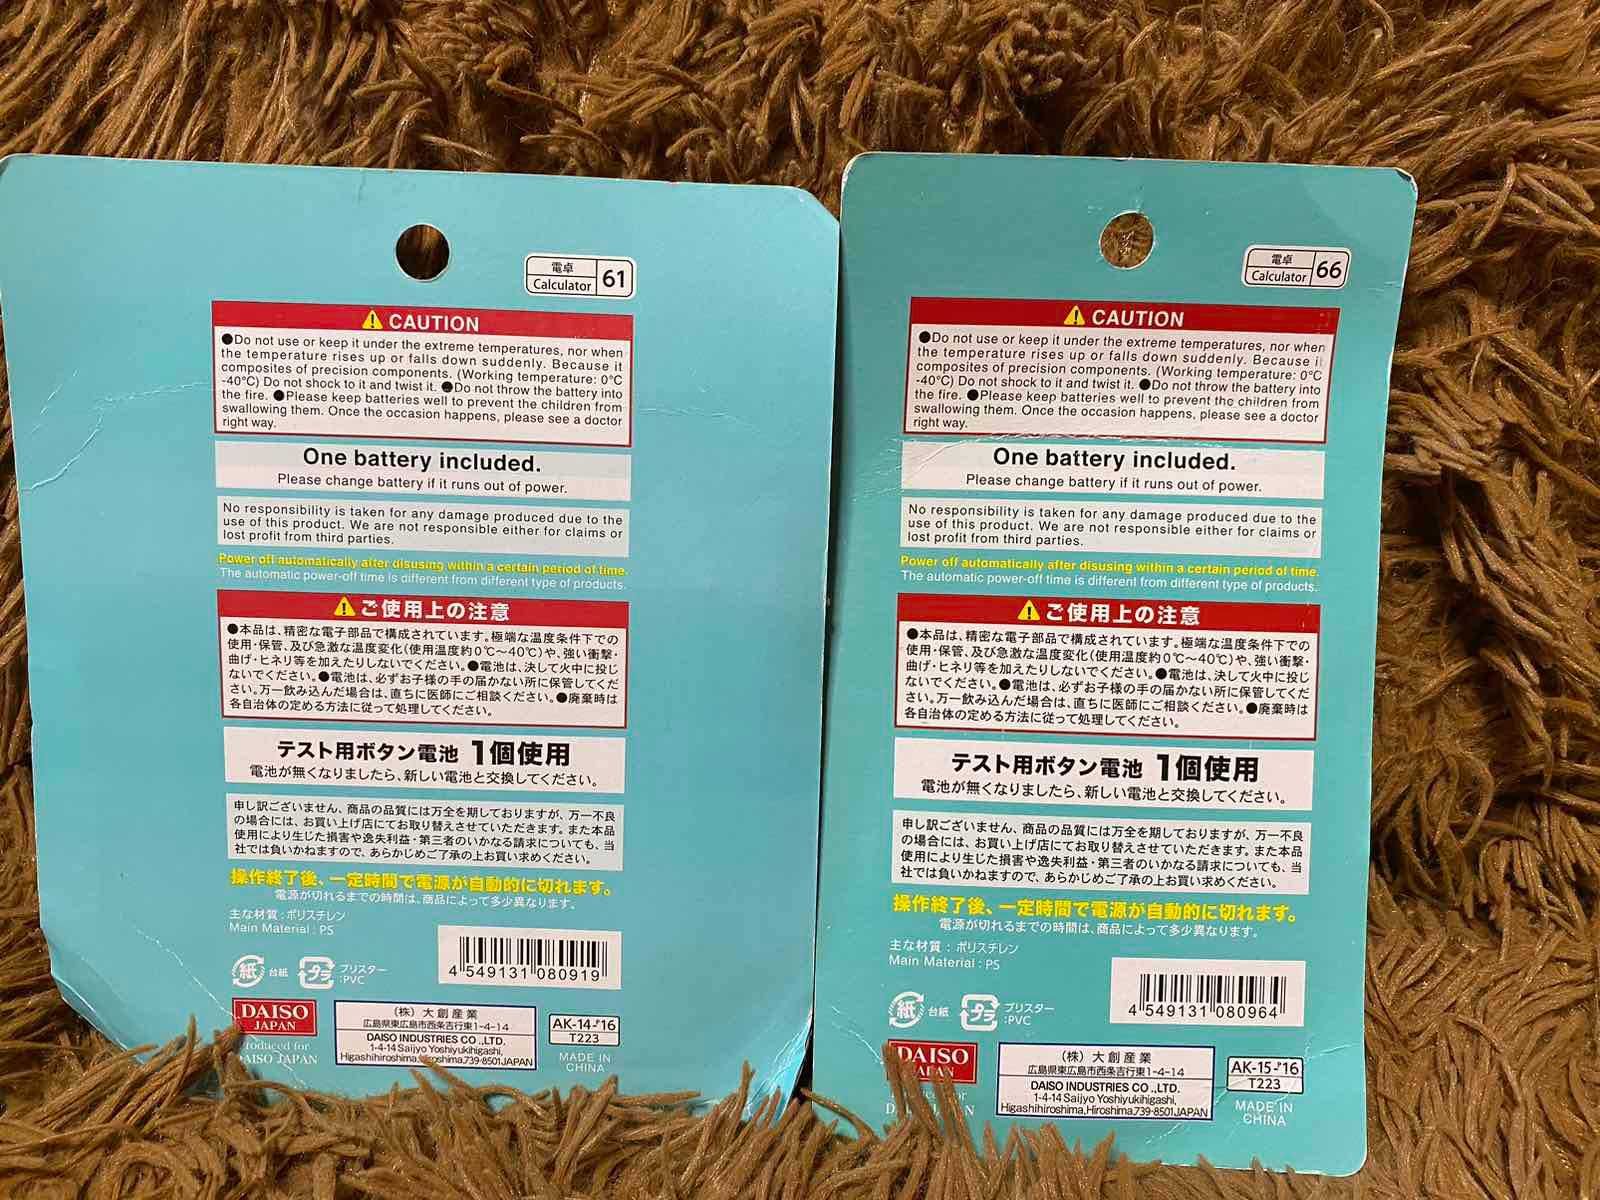 電卓
Calculator
61
CAUTION
●Do not use or keep it under the extreme temperatures, nor when
the temperature rises up or falls down suddenly. Because it
composites of precision components. (Working temperature: 0°C
-40°C) Do not shock to it and twist it. ●Do not throw the battery into
the fire. ●Please keep batteries well to prevent the children from
swallowing them. Once the occasion happens, please see a doctor
right way.
One battery included.
Please change battery if it runs out of power.
No responsibility is taken for any damage produced due to the
use of this product. We are not responsible either for claims or
lost profit from third parties.
Power off automatically after disusing within a certain period of time.
The automatic power-off time is different from different type of products.
ご使用上の注意
●本品は、精密な電子部品で構成されています。極端な温度条件下での
使用・保管、及び急激な温度変化(使用温度約0℃～40℃)や、強い衝撃・
曲げ・ヒネリ等を加えたりしないでください。●電池は、決して火中に投じ
ないでください。●電池は、必ずお子様の手の届かない所に保管してくだ
さい。万一飲み込んだ場合は、直ちに医師にご相談ください。●廃棄時は
各自治体の定める方法に従って処理してください。
テスト用ボタン電池 1個使用
電池が無くなりましたら、新しい電池と交換してください。
申し訳ございません、商品の品質には万全を期しておりますが、万一不良
の場合には、お買い上げ店にてお取り替えさせていただきます。また本品
使用により生じた損害や逸失利益・第三者のいかなる請求についても、当
社では負いかねますので、あらかじめご了承の上お買い求めください。
操作終了後、一定時間で電源が自動的に切れます。
電源が切れるまでの時間は、商品によって多少異なります。
主な材質：ポリスチレン
Main Material : PS
紙 台紙 プラ ブリスター
:PVC
4 549131 080919
DAISO
JAPAN
roduced for
DAISO JAPAN
(株) 大創産業
広島県東広島市西条吉行東1-4-14
DAISO INDUSTRIES CO.,LTD.
1-4-14 Saijyo Yoshiyukihigashi,
Higashihiroshima,Hiroshima,739-8501JAPAN
AK-14-'16
T223
MADE IN
CHINA
電卓
Calculator
66
CAUTION
●Do not use or keep it under the extreme temperatures, nor when
the temperature rises up or falls down suddenly. Because it
composites of precision components. (Working temperature: 0°C
-40°C) Do not shock to it and twist it. ●Do not throw the battery into
the fire. ●Please keep batteries well to prevent the children from
swallowing them. Once the occasion happens, please see a doctor
right way.
One battery included.
Please change battery if it runs out of power.
No responsibility is taken for any damage produced due to the
use of this product. We are not responsible either for claims or
lost profit from third parties.
Power off automatically after disusing within a certain period of time.
The automatic power-off time is different from different type of products.
ご使用上の注意
●本品は、精密な電子部品で構成されています。極端な温度条件下での
使用・保管、及び急激な温度変化(使用温度約0℃～40℃)や、強い衝撃・
曲げ・ヒネリ等を加えたりしないでください。●電池は、決して火中に投じ
ないでください。●電池は、必ずお子様の手の届かない所に保管してくだ
さい。万一飲み込んだ場合は、直ちに医師にご相談ください。●廃棄時は
各自治体の定める方法に従って処理してください。
テスト用ボタン電池 1個使用
電池が無くなりましたら、新しい電池と交換してください。
申し訳ございません、商品の品質には万全を期しておりますが、万一不良
の場合には、お買い上げ店にてお取り替えさせていただきます。また本品
使用により生じた損害や逸失利益・第三者のいかなる請求についても、当
社では負いかねますので、あらかじめご了承の上お買い求めください。
操作終了後、一定時間で電源が自動的に切れます。
電源が切れるまでの時間は、商品によって多少異なります。
主な材質：ポリスチレン
Main Material : PS
紙 台紙 プラ ブリスター
:PVC
4 549131 080964
DAISO
JAPAN
(株) 大創産業
広島県東広島市西条吉行東1-4-14
DAISO INDUSTRIES CO.,LTD.
1-4-14 Saijyo Yoshiyukihigashi,
Higashihiroshima,Hiroshima,739-8501JAPAN
AK-15-'16
T223
MADE IN
CHINA